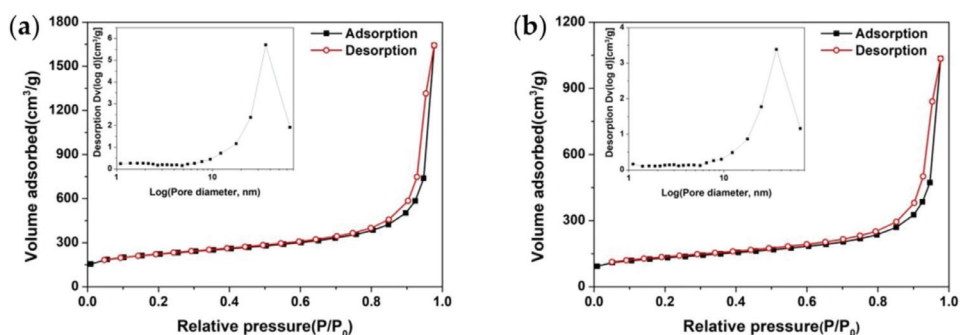 (a)
1800
1500
1200
900
600
300
0
Volume adsorbed(cm³/g)
0.0 0.2 0.4 0.6 0.8 1.0
Relative pressure(P/P₀)
Adsorption
Desorption
6
5
4
3
2
1
0
Desorption Dv(log d)[cm³/g]
1 10
Log(Pore diameter, nm)
(b)
1200
900
600
300
0
Volume adsorbed(cm³/g)
0.0 0.2 0.4 0.6 0.8 1.0
Relative pressure(P/P₀)
Adsorption
Desorption
4
3
2
1
0
Desorption Dv(log d)[cm³/g]
1 10
Log(Pore diameter, nm)